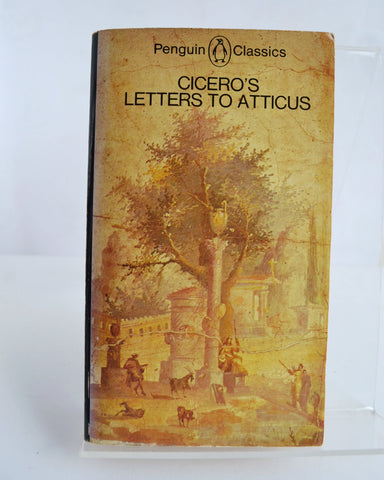 Penguin Classics
CICERO'S
LETTERS TO ATTICUS